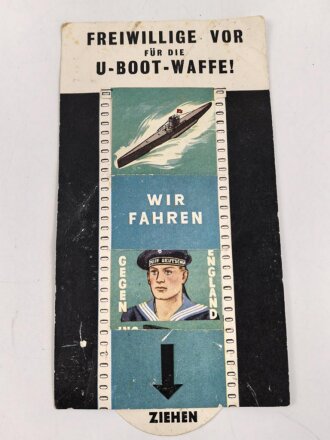 FREIWILLIGE VOR
FÜR DIE
U-BOOT-WAFFE!
WIR
FAHREN
GEGEN
ENGLAND
ZIEHEN